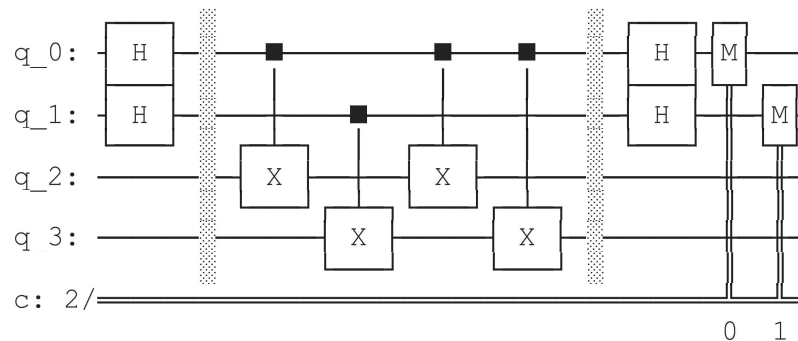 q_0: H H M
q_1: H H M
q_2: X X
q 3: X X
c: 2/
0 1